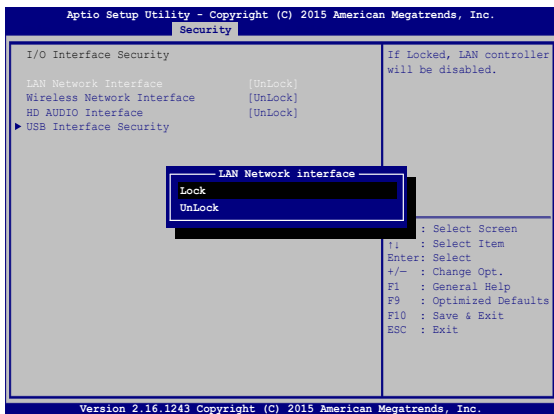 Aptio Setup Utility - Copyright (C) 2015 American Megatrends, Inc.
Security
I/O Interface Security
LAN Network Interface [UnLock]
Wireless Network Interface [UnLock]
HD AUDIO Interface [UnLock]
USB Interface Security
If Locked, LAN controller
will be disabled.
LAN Network interface
Lock
UnLock
: Select Screen
↑↓ : Select Item
Enter: Select
+/— : Change Opt.
F1 : General Help
F9 : Optimized Defaults
F10 : Save & Exit
ESC : Exit
Version 2.16.1243 Copyright (C) 2015 American Megatrends, Inc.